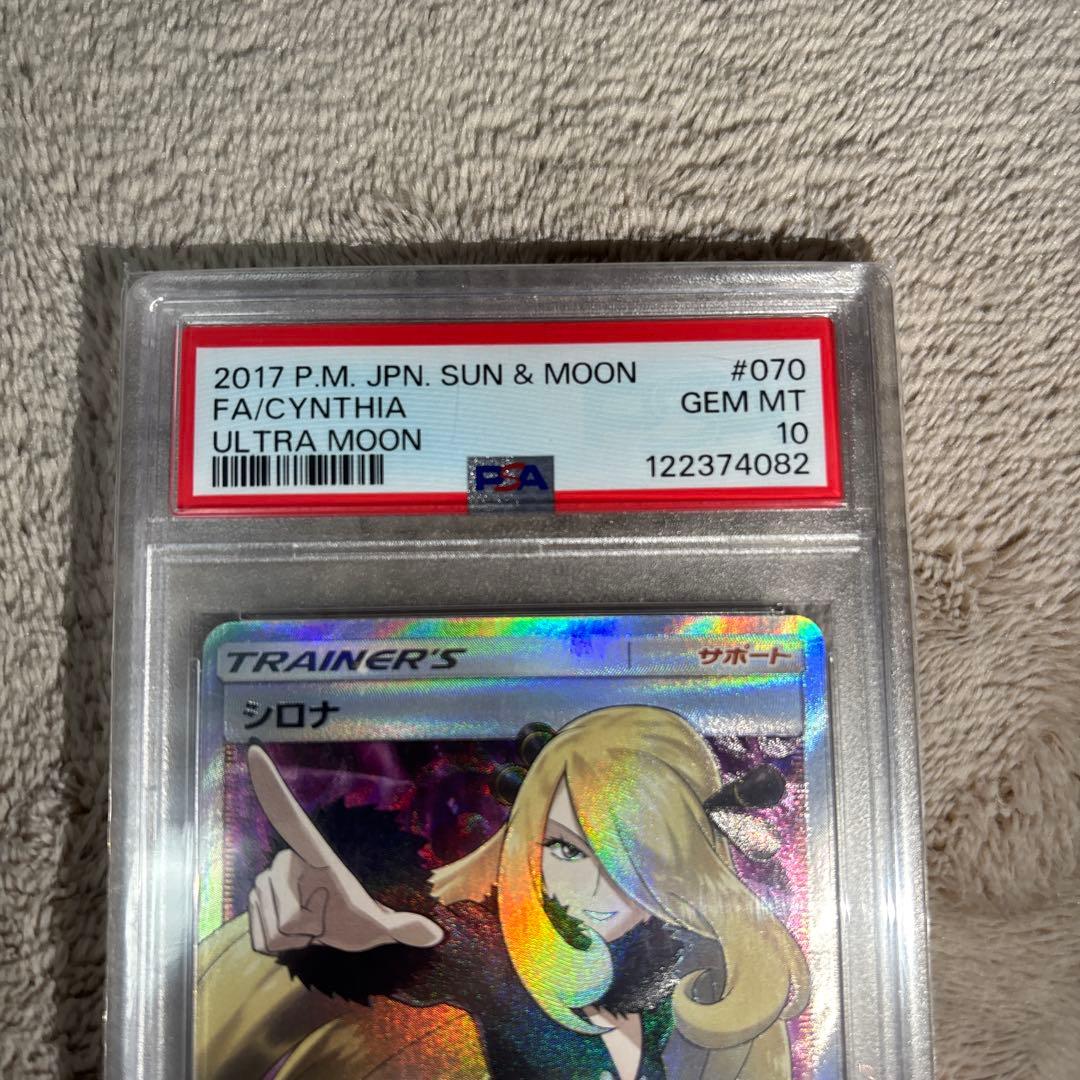 2017 P.M. JPN. SUN & MOON #070
FA/CYNTHIA GEM MT
ULTRA MOON 10
PSA 122374082
TRAINER'S サポート
シロナ